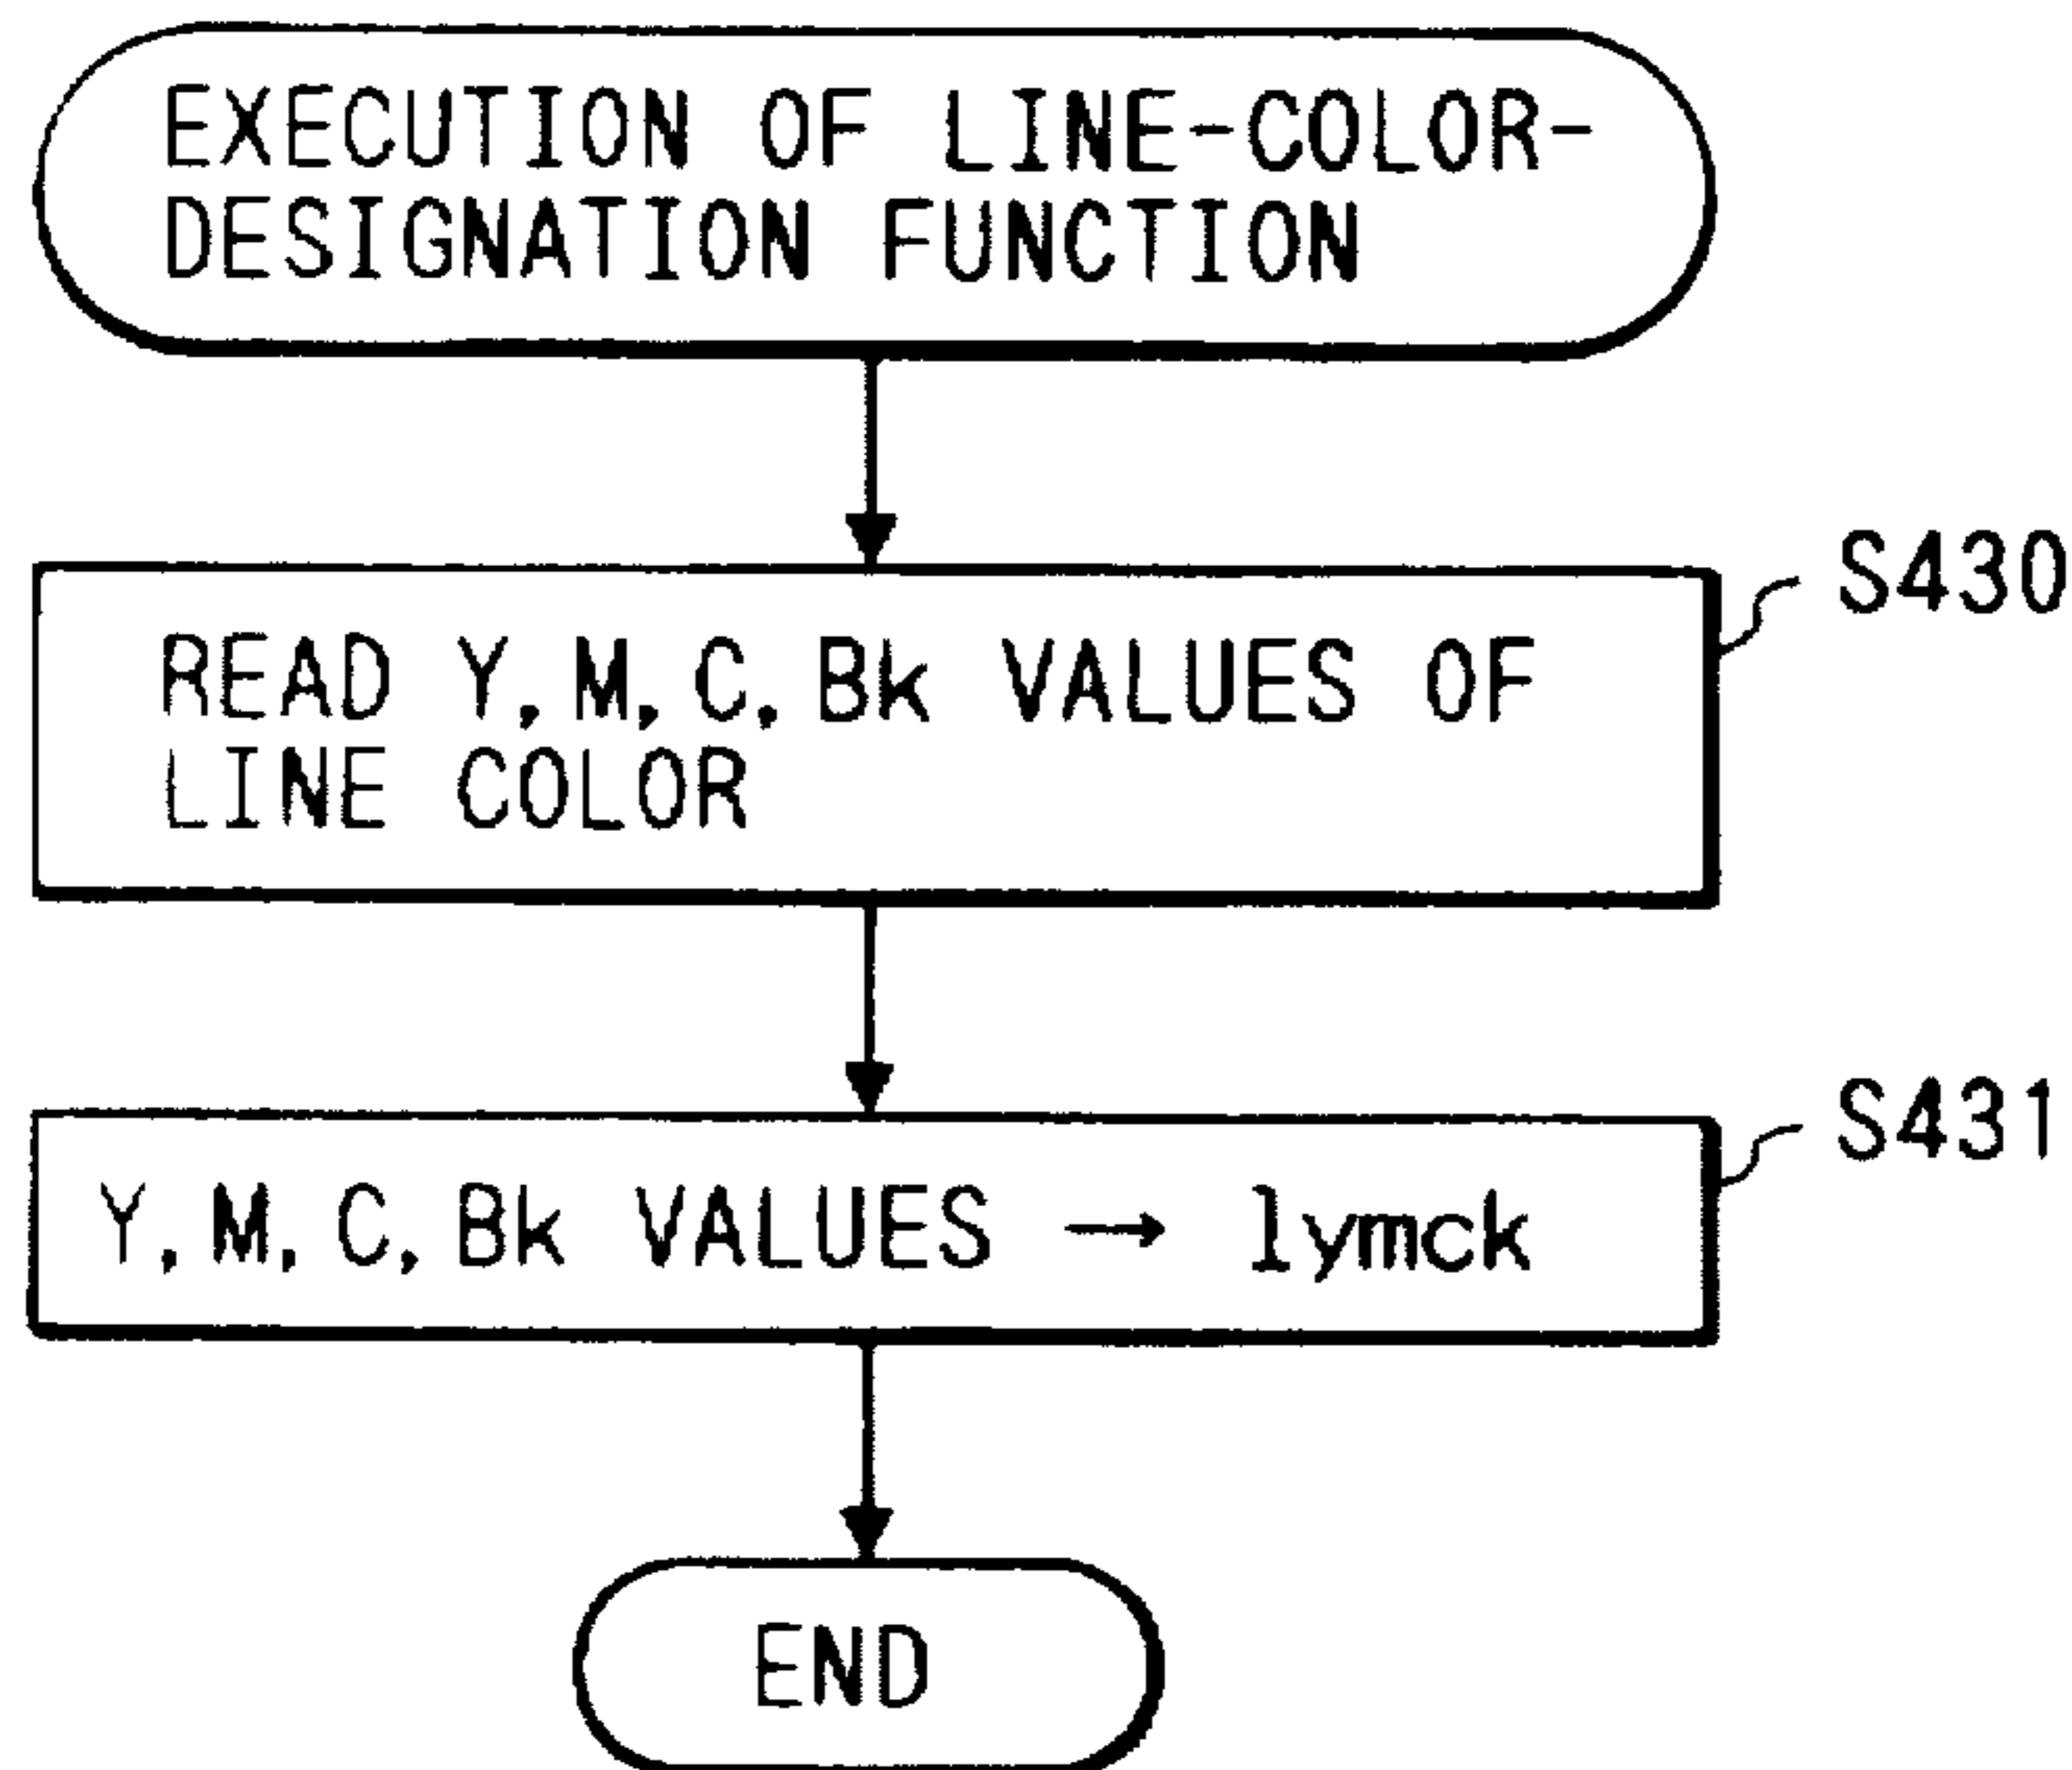 EXECUTION OF LINE-COLOR-
DESIGNATION FUNCTION
S430
READ Y, M, C, Bk VALUES OF
LINE COLOR
S431
Y, M, C, Bk VALUES → lymck
END